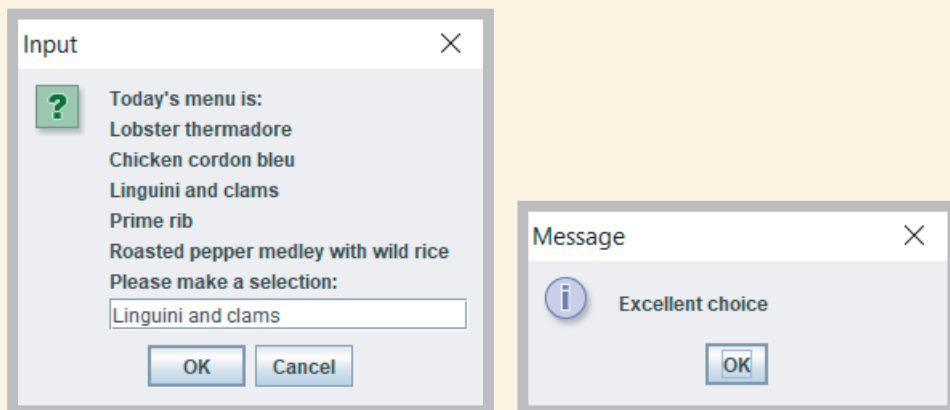 Input
Today's menu is:
Lobster thermadore
Chicken cordon bleu
Linguini and clams
Prime rib
Roasted pepper medley with wild rice
Please make a selection:
Linguini and clams
OK
Cancel
Message
Excellent choice
OK